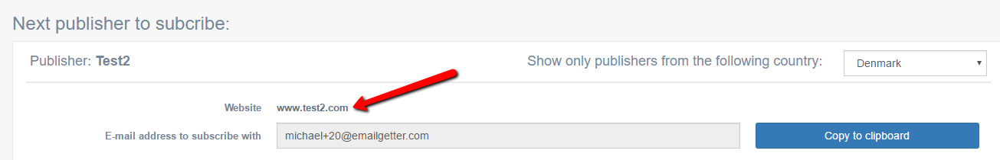 Next publisher to subcribe:
Publisher: Test2
Show only publishers from the following country:
Denmark
Website
www.test2.com
E-mail address to subscribe with
michael+20@emailgetter.com
Copy to clipboard